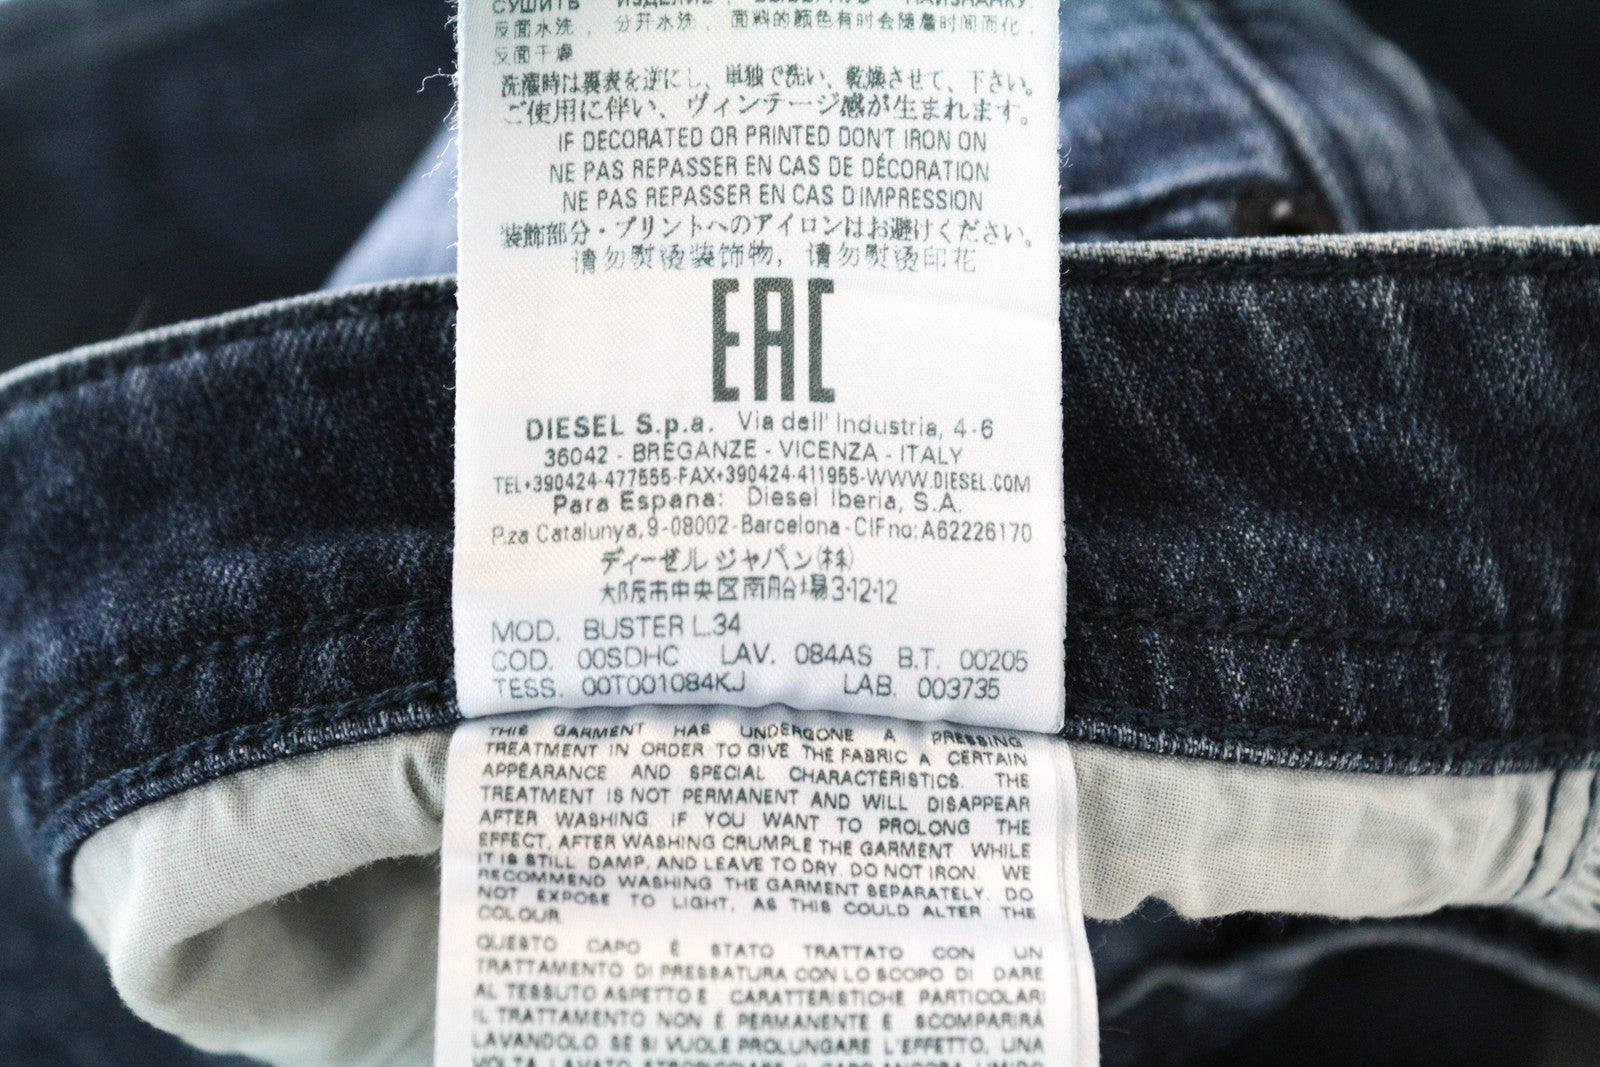 СУШИТЬ ИЗДЕЛИЕ НАИЗНАНКУ.
反面水洗，分开水洗．面料的颜色有时会随着时间而化．
反面干燥
洗濯時は裏表を逆にし、単独で洗い、乾燥させて、下さい。
ご使用に伴い、ヴィンテージ感が生まれます。
IF DECORATED OR PRINTED DON'T IRON ON
NE PAS REPASSER EN CAS DE DÉCORATION
NE PAS REPASSER EN CAS D'IMPRESSION
装飾部分・プリントへのアイロンはお避けください。
请勿熨烫装饰物，请勿熨烫印花
EAC
DIESEL S.p.a. Via dell' Industria, 4-6
36042 - BREGANZE - VICENZA - ITALY
TEL+390424-477555-FAX+390424-411955-WWW.DIESEL.COM
Para Espana: Diesel Iberia, S.A.
P.za Catalunya,9-08002-Barcelona-CIF no:A62226170
ディーゼル ジャパン(株)
大阪市中央区南船場3-12-12
MOD. BUSTER L.34
COD. 00SDHC LAV. 084AS B.T. 00205
TESS. 00T001084KJ LAB. 003735
THIS GARMENT HAS UNDERGONE A PRESSING
TREATMENT IN ORDER TO GIVE THE FABRIC A CERTAIN
APPEARANCE AND SPECIAL CHARACTERISTICS. THE
TREATMENT IS NOT PERMANENT AND WILL DISAPPEAR
AFTER WASHING. IF YOU WANT TO PROLONG THE
EFFECT, AFTER WASHING CRUMPLE THE GARMENT WHILE
IT IS STILL DAMP, AND LEAVE TO DRY. DO NOT IRON. WE
RECOMMEND WASHING THE GARMENT SEPARATELY. DO
NOT EXPOSE TO LIGHT, AS THIS COULD ALTER THE
COLOUR.
QUESTO CAPO È STATO TRATTATO CON UN
TRATTAMENTO DI PRESSATURA CON LO SCOPO DI DARE
AL TESSUTO ASPETTO E CARATTERISTICHE PARTICOLARI
IL TRATTAMENTO NON È PERMANENTE E SCOMPARIRÀ
LAVANDOLO. SE SI VUOLE PROLUNGARE L'EFFETTO, UNA
VOLTA LAVATO STROPICCIARE IL CAPO ANCORA UMIDO